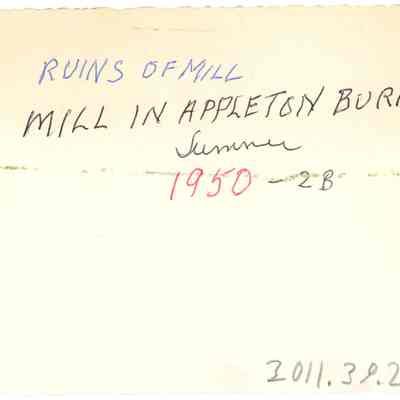 RUINS OF MILL
MILL IN APPLETON BUR
Summer
1950 - 2B
2011.39.2